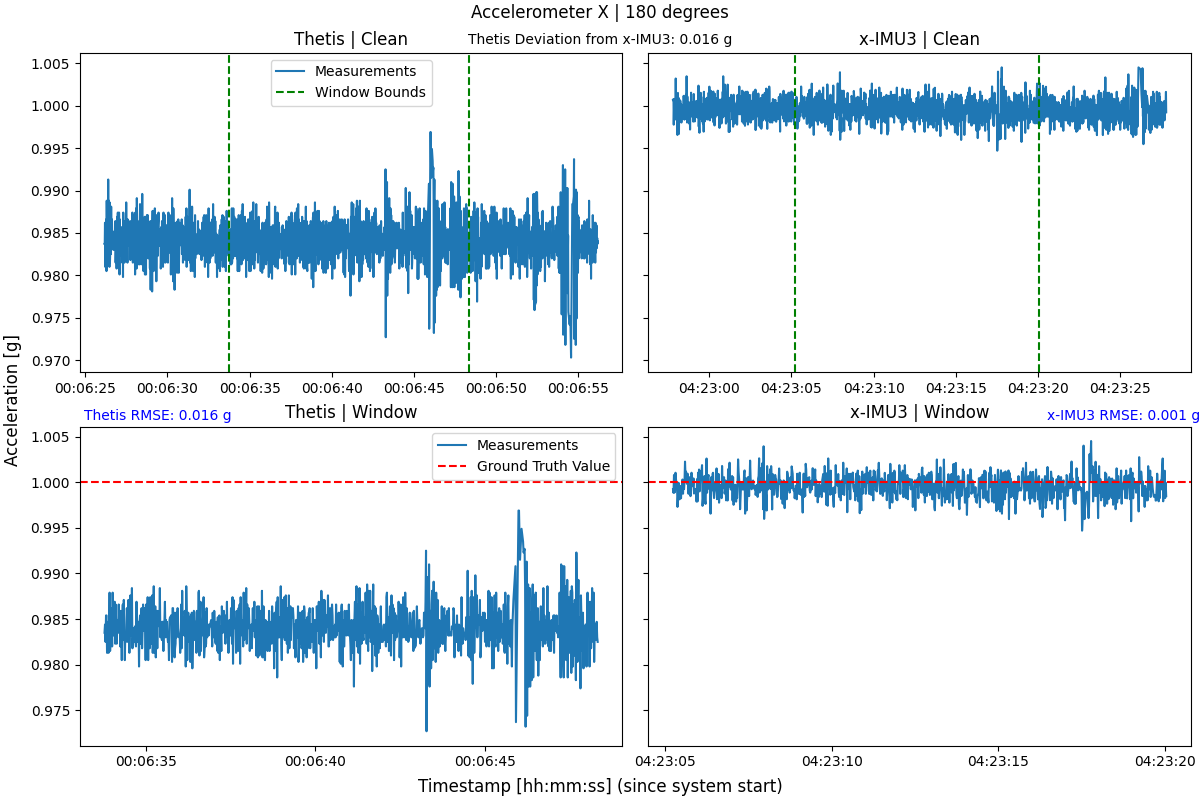 Accelerometer X | 180 degrees
Thetis | Clean
Thetis Deviation from x-IMU3: 0.016 g
x-IMU3 | Clean
Measurements
Window Bounds
1.005
1.000
0.995
0.990
0.985
0.980
0.975
0.970
00:06:25 00:06:30 00:06:35 00:06:40 00:06:45 00:06:50 00:06:55
04:23:00 04:23:05 04:23:10 04:23:15 04:23:20 04:23:25
Acceleration [g]
Thetis RMSE: 0.016 g
Thetis | Window
x-IMU3 | Window
x-IMU3 RMSE: 0.001 g
Measurements
Ground Truth Value
1.005
1.000
0.995
0.990
0.985
0.980
0.975
00:06:35 00:06:40 00:06:45
04:23:05 04:23:10 04:23:15 04:23:20
Timestamp [hh:mm:ss] (since system start)